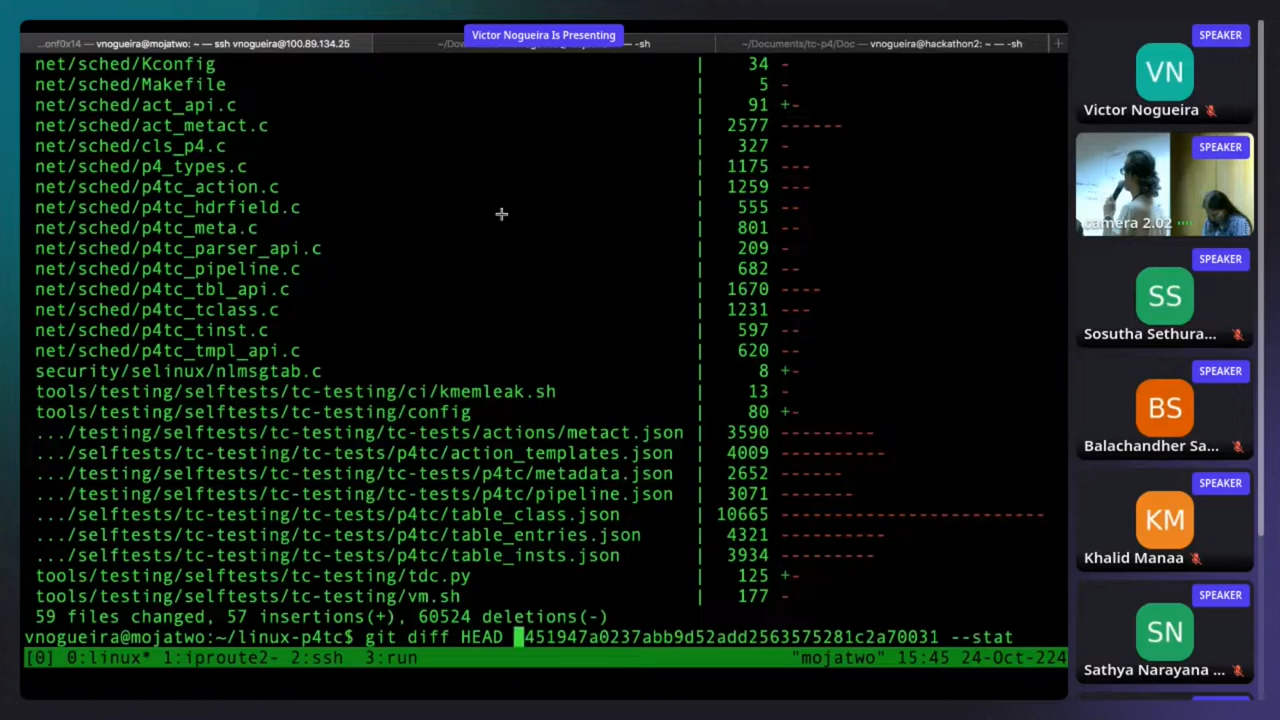 Victor Nogueira Is Presenting
...onf0x14 — vnogueira@mojatwo: ~ — ssh vnogueira@100.89.134.25
~/Dow
-sh
~/Documents/tc-p4/Doc — vnogueira@hackathon2: ~ — -sh
+
net/sched/Kconfig | 34 -
net/sched/Makefile | 5 -
net/sched/act_api.c | 91 +-
net/sched/act_metact.c | 2577 ------
net/sched/cls_p4.c | 327 -
net/sched/p4_types.c | 1175 ---
net/sched/p4tc_action.c | 1259 ---
net/sched/p4tc_hdrfield.c | 555 --
net/sched/p4tc_meta.c | 801 --
net/sched/p4tc_parser_api.c | 209 -
net/sched/p4tc_pipeline.c | 682 --
net/sched/p4tc_tbl_api.c | 1670 ----
net/sched/p4tc_tclass.c | 1231 ---
net/sched/p4tc_tinst.c | 597 --
net/sched/p4tc_tmpl_api.c | 620 --
security/selinux/nlmsgtab.c | 8 +-
tools/testing/selftests/tc-testing/ci/kmemleak.sh | 13 -
tools/testing/selftests/tc-testing/config | 80 +-
.../testing/selftests/tc-testing/tc-tests/actions/metact.json | 3590 ---------
.../selftests/tc-testing/tc-tests/p4tc/action_templates.json | 4009 ----------
.../testing/selftests/tc-testing/tc-tests/p4tc/metadata.json | 2652 ------
.../testing/selftests/tc-testing/tc-tests/p4tc/pipeline.json | 3071 -------
.../selftests/tc-testing/tc-tests/p4tc/table_class.json | 10665 -------------------------
.../selftests/tc-testing/tc-tests/p4tc/table_entries.json | 4321 ----------
.../selftests/tc-testing/tc-tests/p4tc/table_insts.json | 3934 ---------
tools/testing/selftests/tc-testing/tdc.py | 125 +-
tools/testing/selftests/tc-testing/vm.sh | 177 -
59 files changed, 57 insertions(+), 60524 deletions(-)
vnogueira@mojatwo:~/linux-p4tc$ git diff HEAD 451947a0237abb9d52add2563575281c2a70031 --stat
[0] 0:linux* 1:iproute2- 2:ssh 3:run "mojatwo" 15:45 24-Oct-224
SPEAKER
VN
Victor Nogueira
SPEAKER
camera 2.02
SPEAKER
SS
Sosutha Sethura...
SPEAKER
BS
Balachandher Sa...
SPEAKER
KM
Khalid Manaa
SPEAKER
SN
Sathya Narayana ...